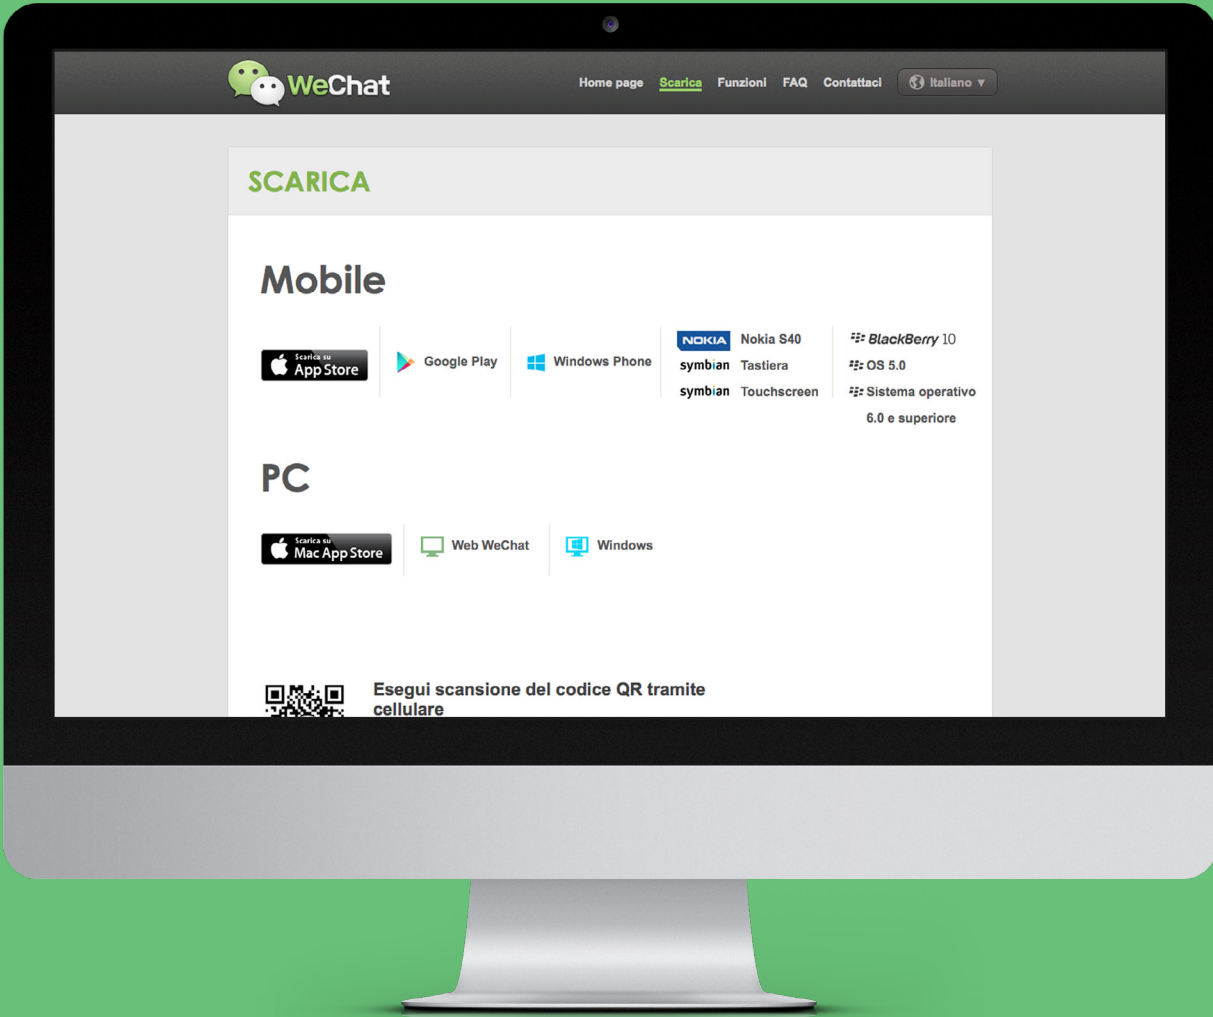 WeChat
Home page Scarica Funzioni FAQ Contattaci Italiano ▼
SCARICA
Mobile
Scarica su
App Store
Google Play
Windows Phone
NOKIA Nokia S40
symbian Tastiera
symbian Touchscreen
BlackBerry 10
OS 5.0
Sistema operativo
6.0 e superiore
PC
Scarica su
Mac App Store
Web WeChat
Windows
Esegui scansione del codice QR tramite
cellulare